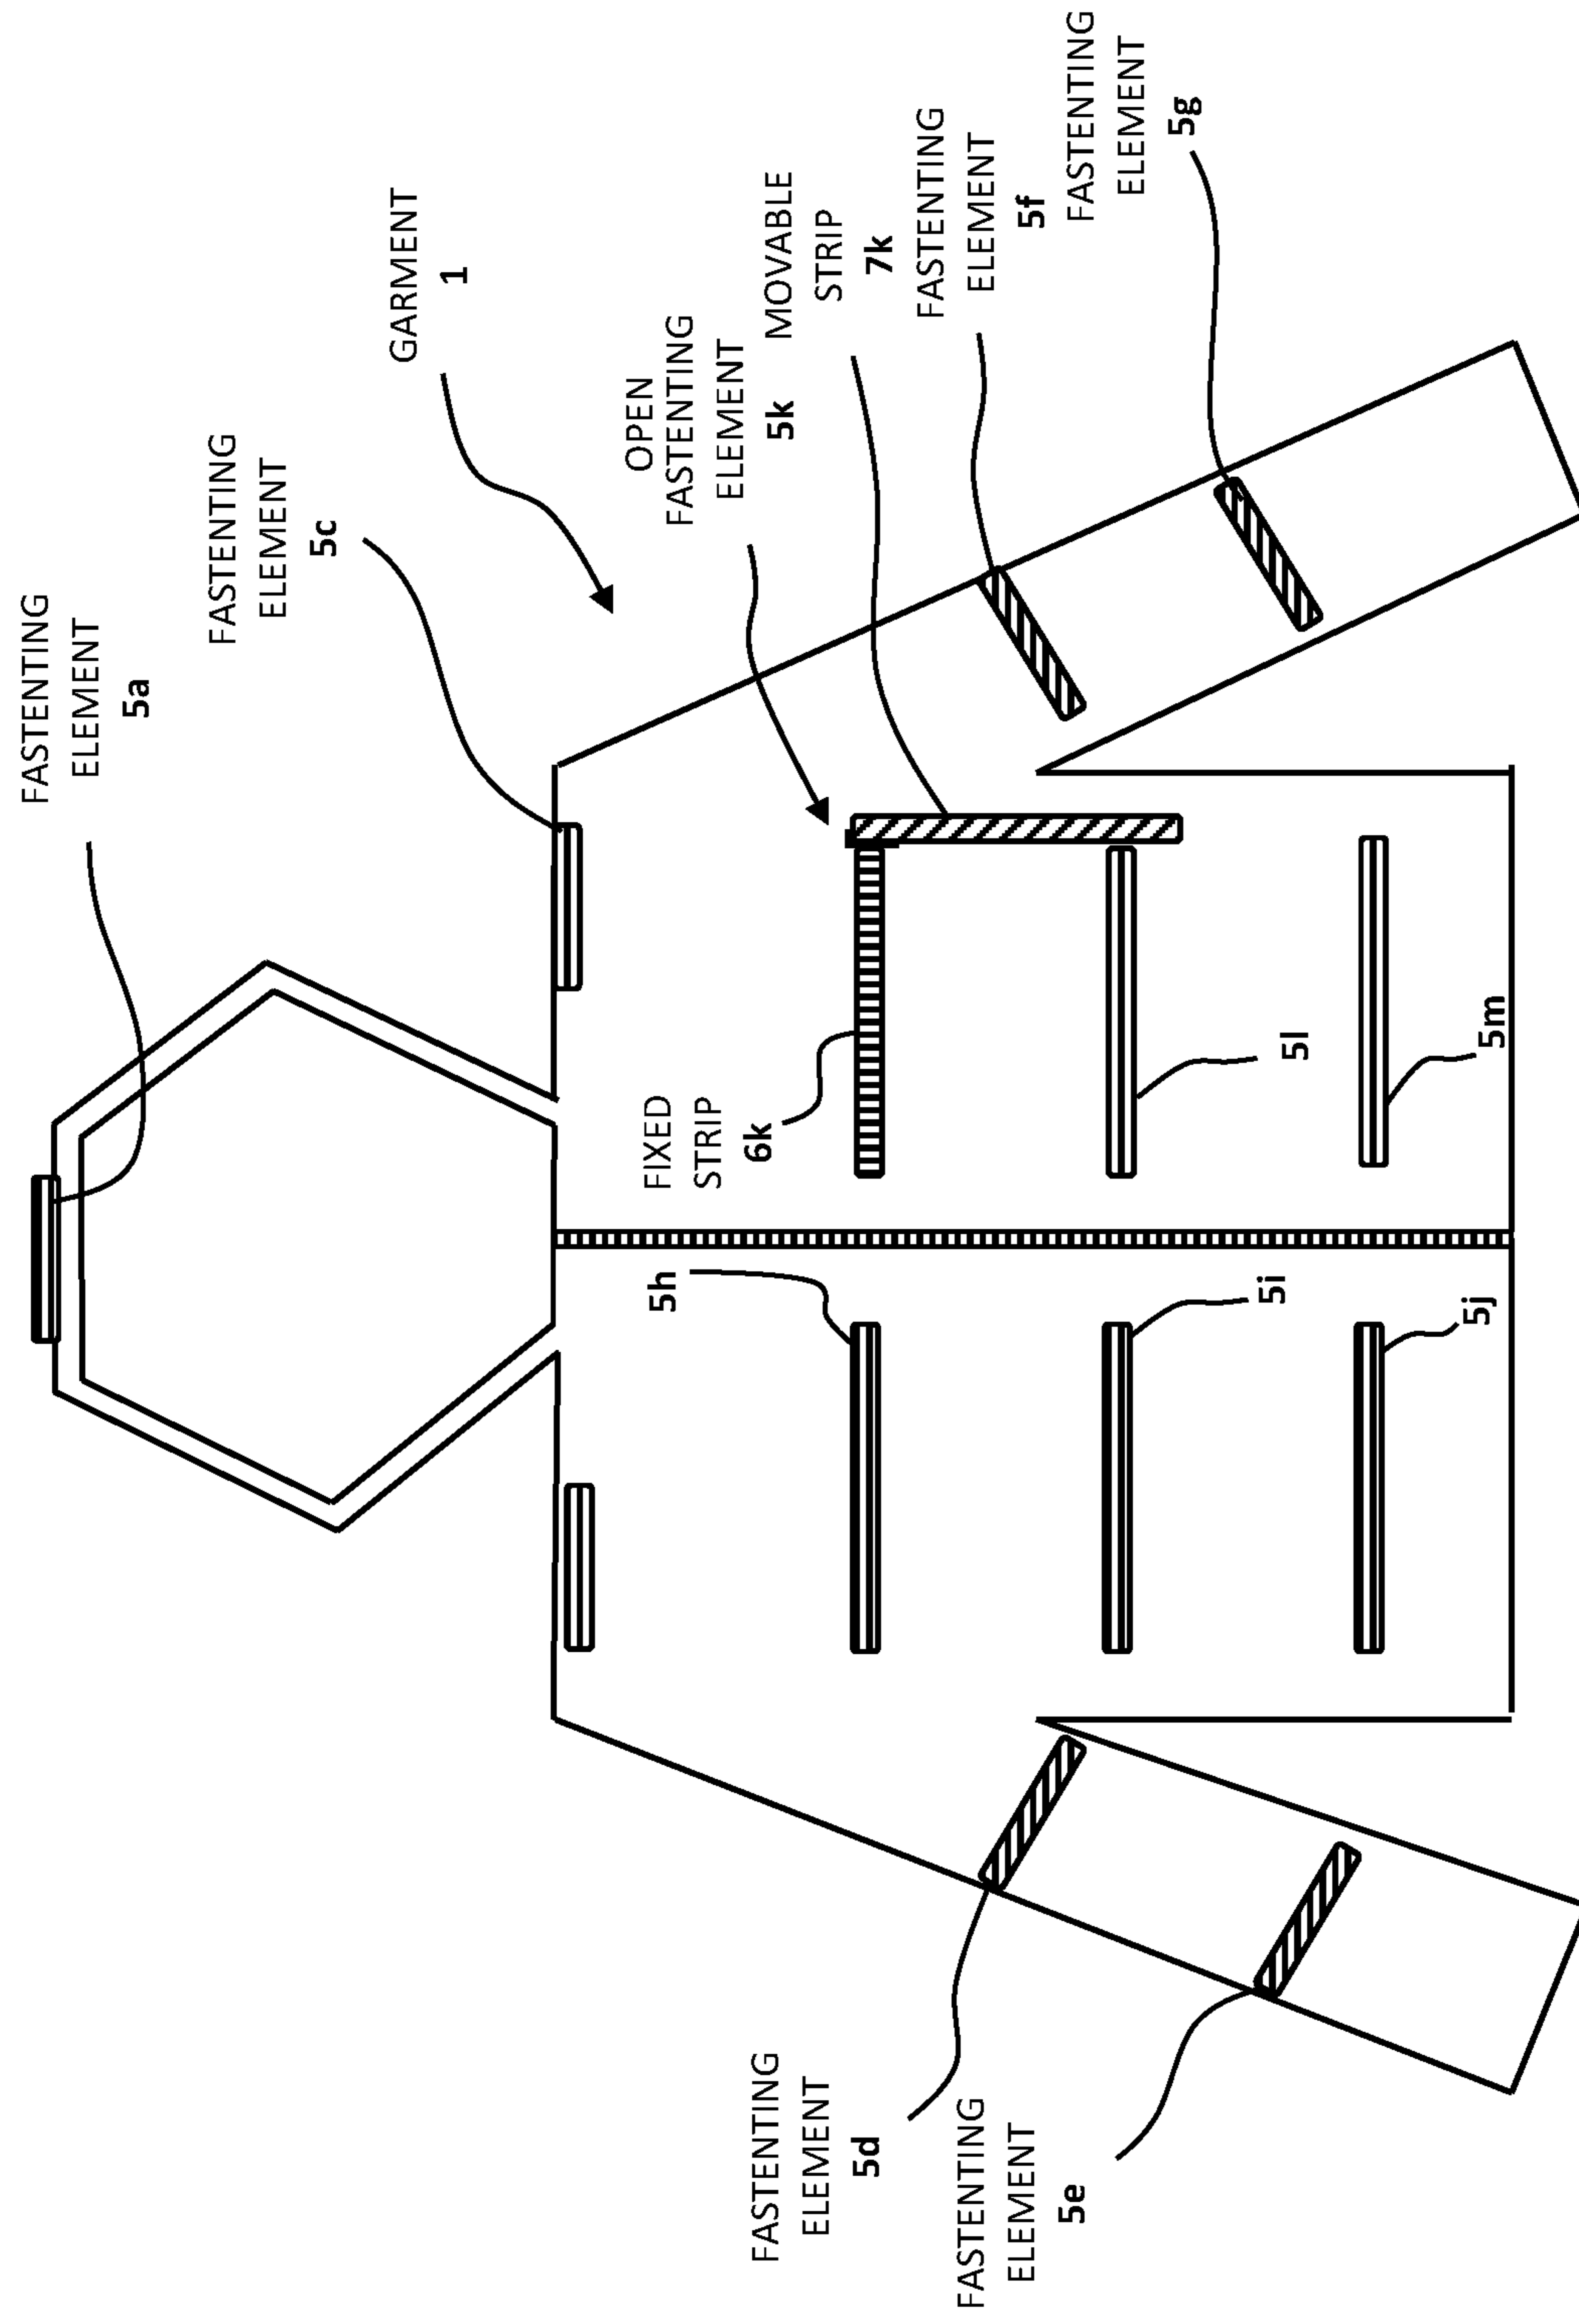 FASTENTING
ELEMENT
5a
FASTENTING
ELEMENT
5c
GARMENT
1
OPEN
FASTENTING
ELEMENT
5k
MOVABLE
STRIP
7k
FASTENTING
ELEMENT
5f
FASTENTING
ELEMENT
5g
FIXED
STRIP
6k
5h
5l
5i
5m
5j
FASTENTING
ELEMENT
5d
FASTENTING
ELEMENT
5e